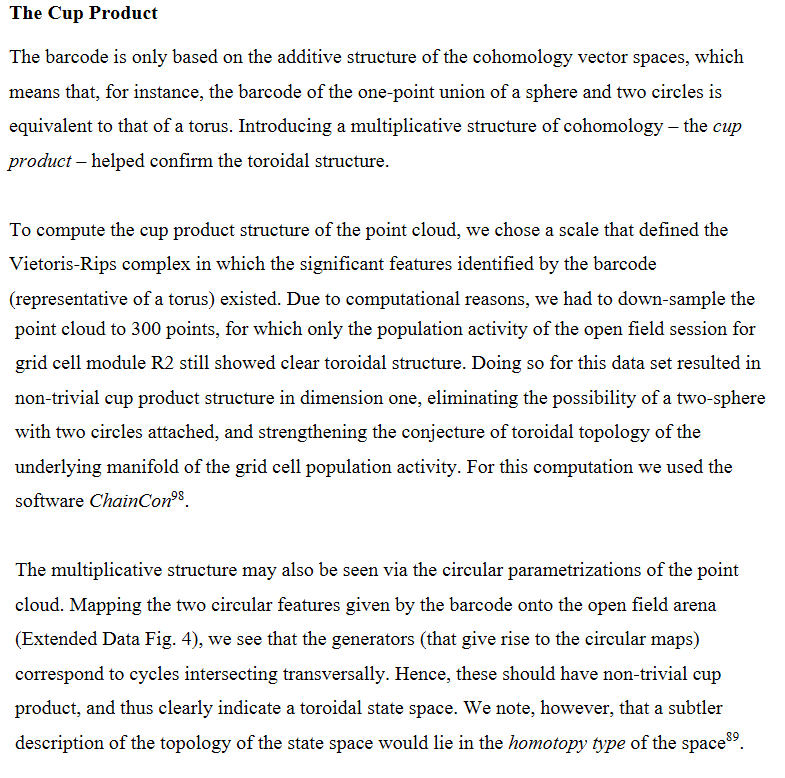 The Cup Product
The barcode is only based on the additive structure of the cohomology vector spaces, which
means that, for instance, the barcode of the one-point union of a sphere and two circles is
equivalent to that of a torus. Introducing a multiplicative structure of cohomology – the cup
product – helped confirm the toroidal structure.
To compute the cup product structure of the point cloud, we chose a scale that defined the
Vietoris-Rips complex in which the significant features identified by the barcode
(representative of a torus) existed. Due to computational reasons, we had to down-sample the
point cloud to 300 points, for which only the population activity of the open field session for
grid cell module R2 still showed clear toroidal structure. Doing so for this data set resulted in
non-trivial cup product structure in dimension one, eliminating the possibility of a two-sphere
with two circles attached, and strengthening the conjecture of toroidal topology of the
underlying manifold of the grid cell population activity. For this computation we used the
software ChainCon⁹⁸.
The multiplicative structure may also be seen via the circular parametrizations of the point
cloud. Mapping the two circular features given by the barcode onto the open field arena
(Extended Data Fig. 4), we see that the generators (that give rise to the circular maps)
correspond to cycles intersecting transversally. Hence, these should have non-trivial cup
product, and thus clearly indicate a toroidal state space. We note, however, that a subtler
description of the topology of the state space would lie in the homotopy type of the space⁸⁹.